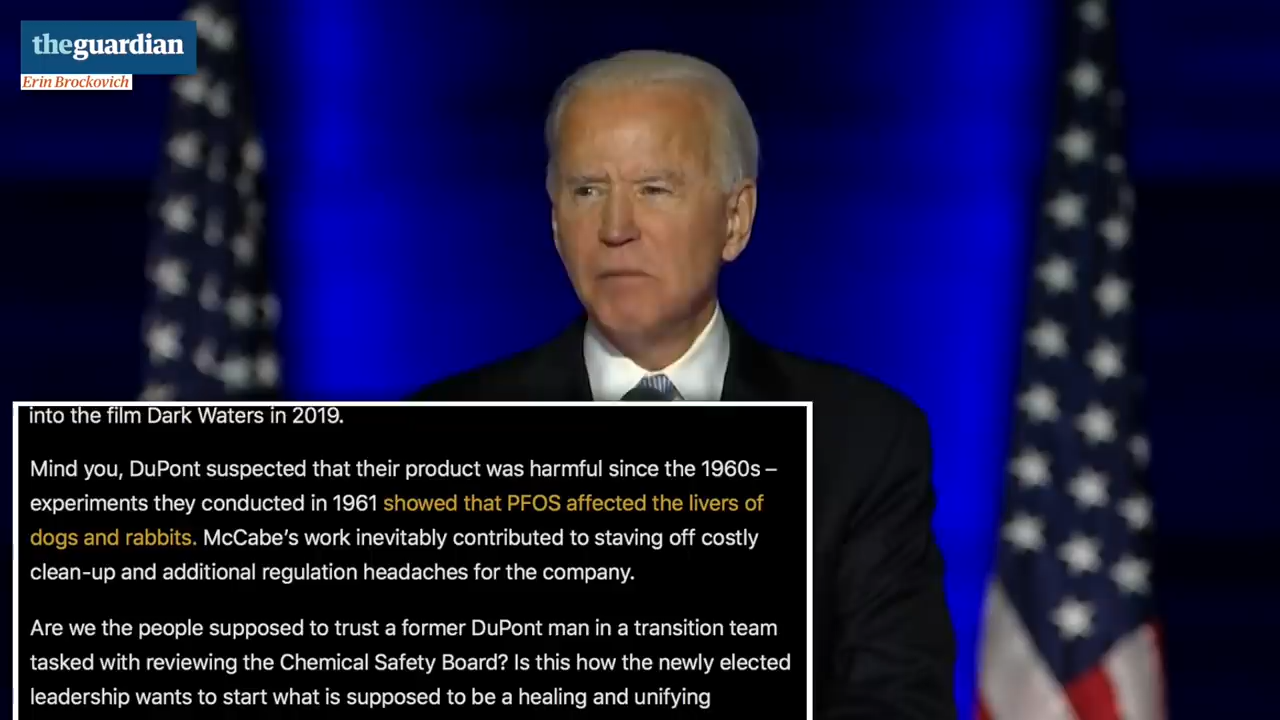 theguardian
Erin Brockovich
into the film Dark Waters in 2019.
Mind you, DuPont suspected that their product was harmful since the 1960s –
experiments they conducted in 1961 showed that PFOS affected the livers of
dogs and rabbits. McCabe’s work inevitably contributed to staving off costly
clean-up and additional regulation headaches for the company.
Are we the people supposed to trust a former DuPont man in a transition team
tasked with reviewing the Chemical Safety Board? Is this how the newly elected
leadership wants to start what is supposed to be a healing and unifying